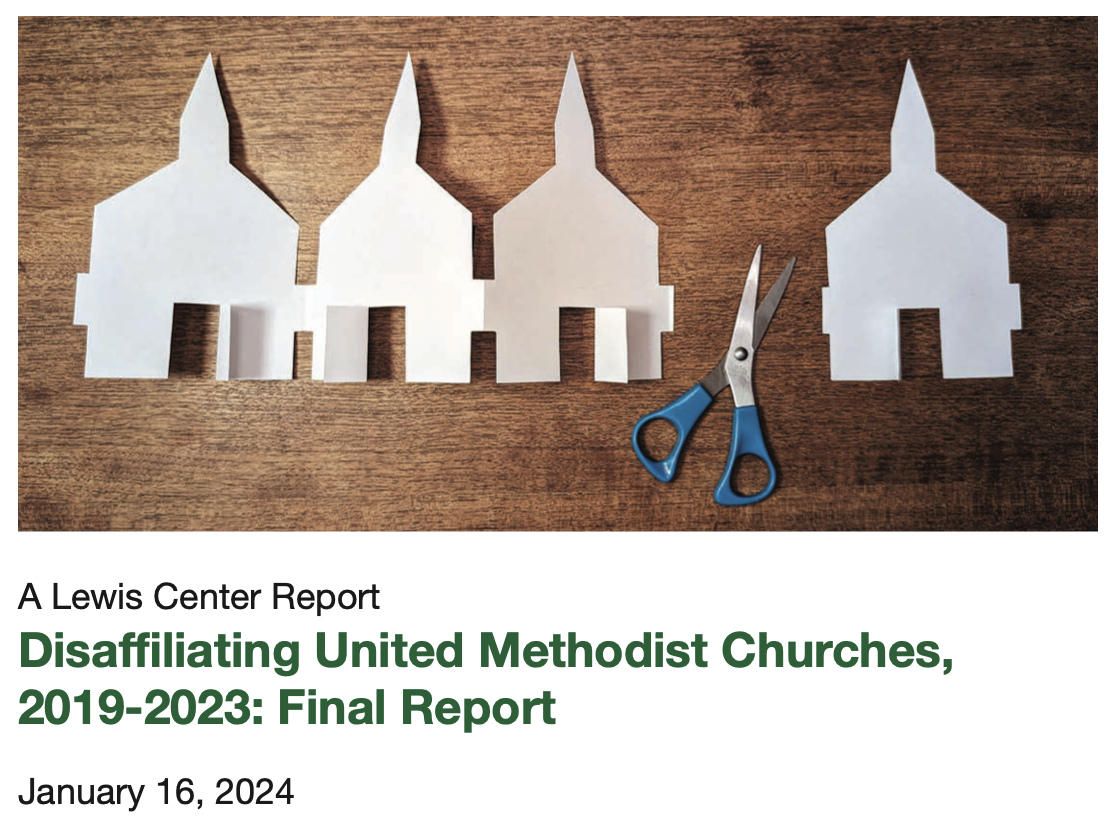 A Lewis Center Report
Disaffiliating United Methodist Churches,
2019-2023: Final Report
January 16, 2024